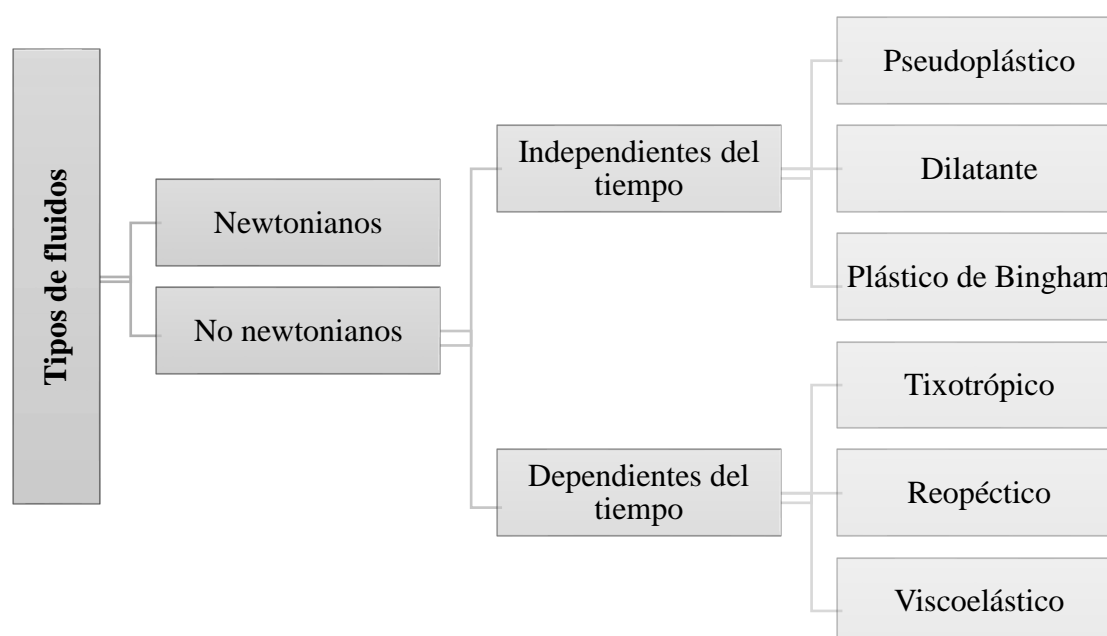 Tipos de fluidos
Newtonianos
No newtonianos
Independientes del
tiempo
Pseudoplástico
Dilatante
Plástico de Bingham
Dependientes del
tiempo
Tixotrópico
Reopéctico
Viscoelástico